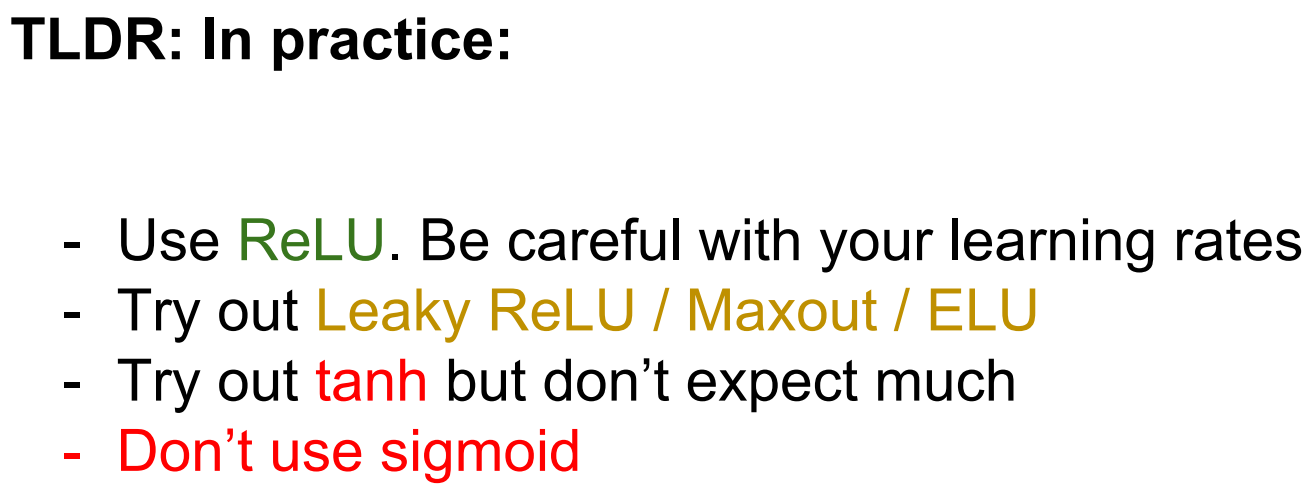 TLDR: In practice:
- Use ReLU. Be careful with your learning rates
- Try out Leaky ReLU / Maxout / ELU
- Try out tanh but don’t expect much
- Don’t use sigmoid